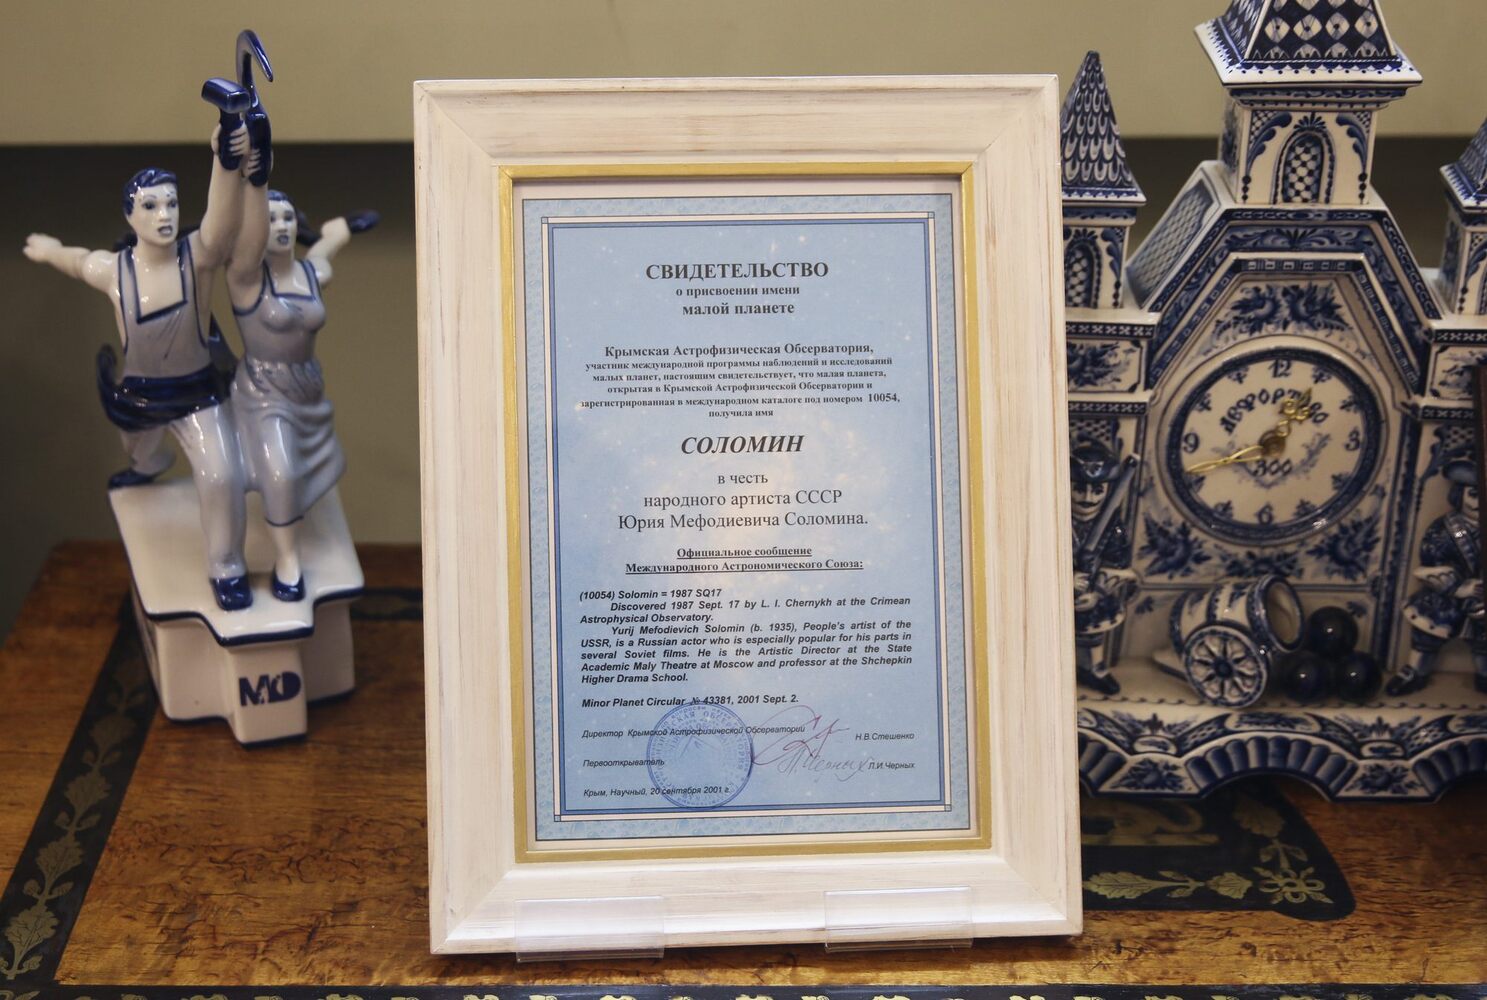 СВИДЕТЕЛЬСТВО
о присвоении имени
малой планете
Крымская Астрофизическая Обсерватория,
участник международной программы наблюдений и исследований
малых планет, настоящим свидетельствует, что малая планета,
открытая в Крымской Астрофизической Обсерватории и
зарегистрированная в международном каталоге под номером 10054,
получила имя
СОЛОМИН
в честь
народного артиста СССР
Юрия Мефодиевича Соломина.
Официальное сообщение
Международного Астрономического Союза:
(10054) Solomin = 1987 SQ17
Discovered 1987 Sept. 17 by L. I. Chernykh at the Crimean
Astrophysical Observatory.
Yurij Mefodievich Solomin (b. 1935), People's artist of the
USSR, is a Russian actor who is especially popular for his parts in
several Soviet films. He is the Artistic Director at the State
Academic Maly Theatre at Moscow and professor at the Shchepkin
Higher Drama School.
Minor Planet Circular № 43381, 2001 Sept. 2.
Директор Крымской Астрофизической Обсерватории
Н.В.Стешенко
Первооткрыватель
Л.И.Черных
Крым, Научный, 20 сентября 2001 г.
ЛЕФОРТОВО
300
12
3
6
9